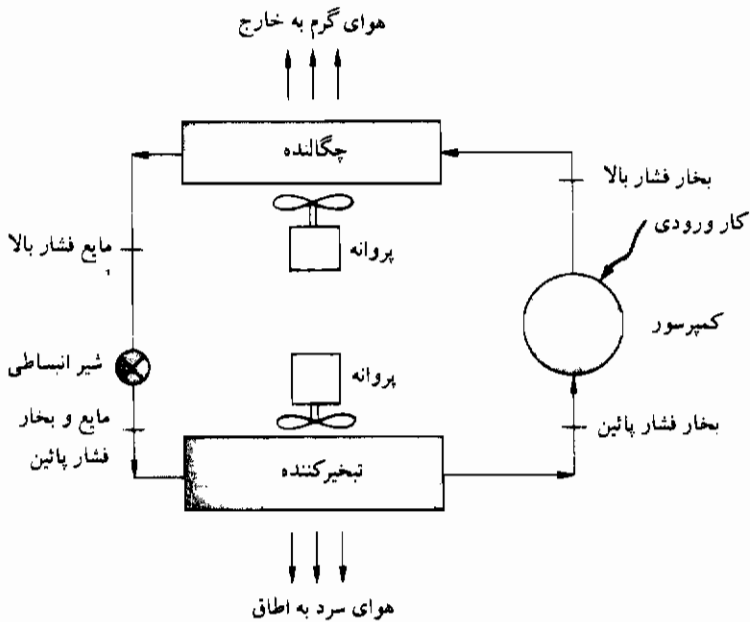 هوای گرم به خارج
چگالنده
بخار فشار بالا
کار ورودی
پروانه
مایع فشار بالا
کمپرسور
شیر انبساطی
پروانه
مایع و بخار
فشار پائین
بخار فشار پائین
تبخیرکننده
هوای سرد به اطاق